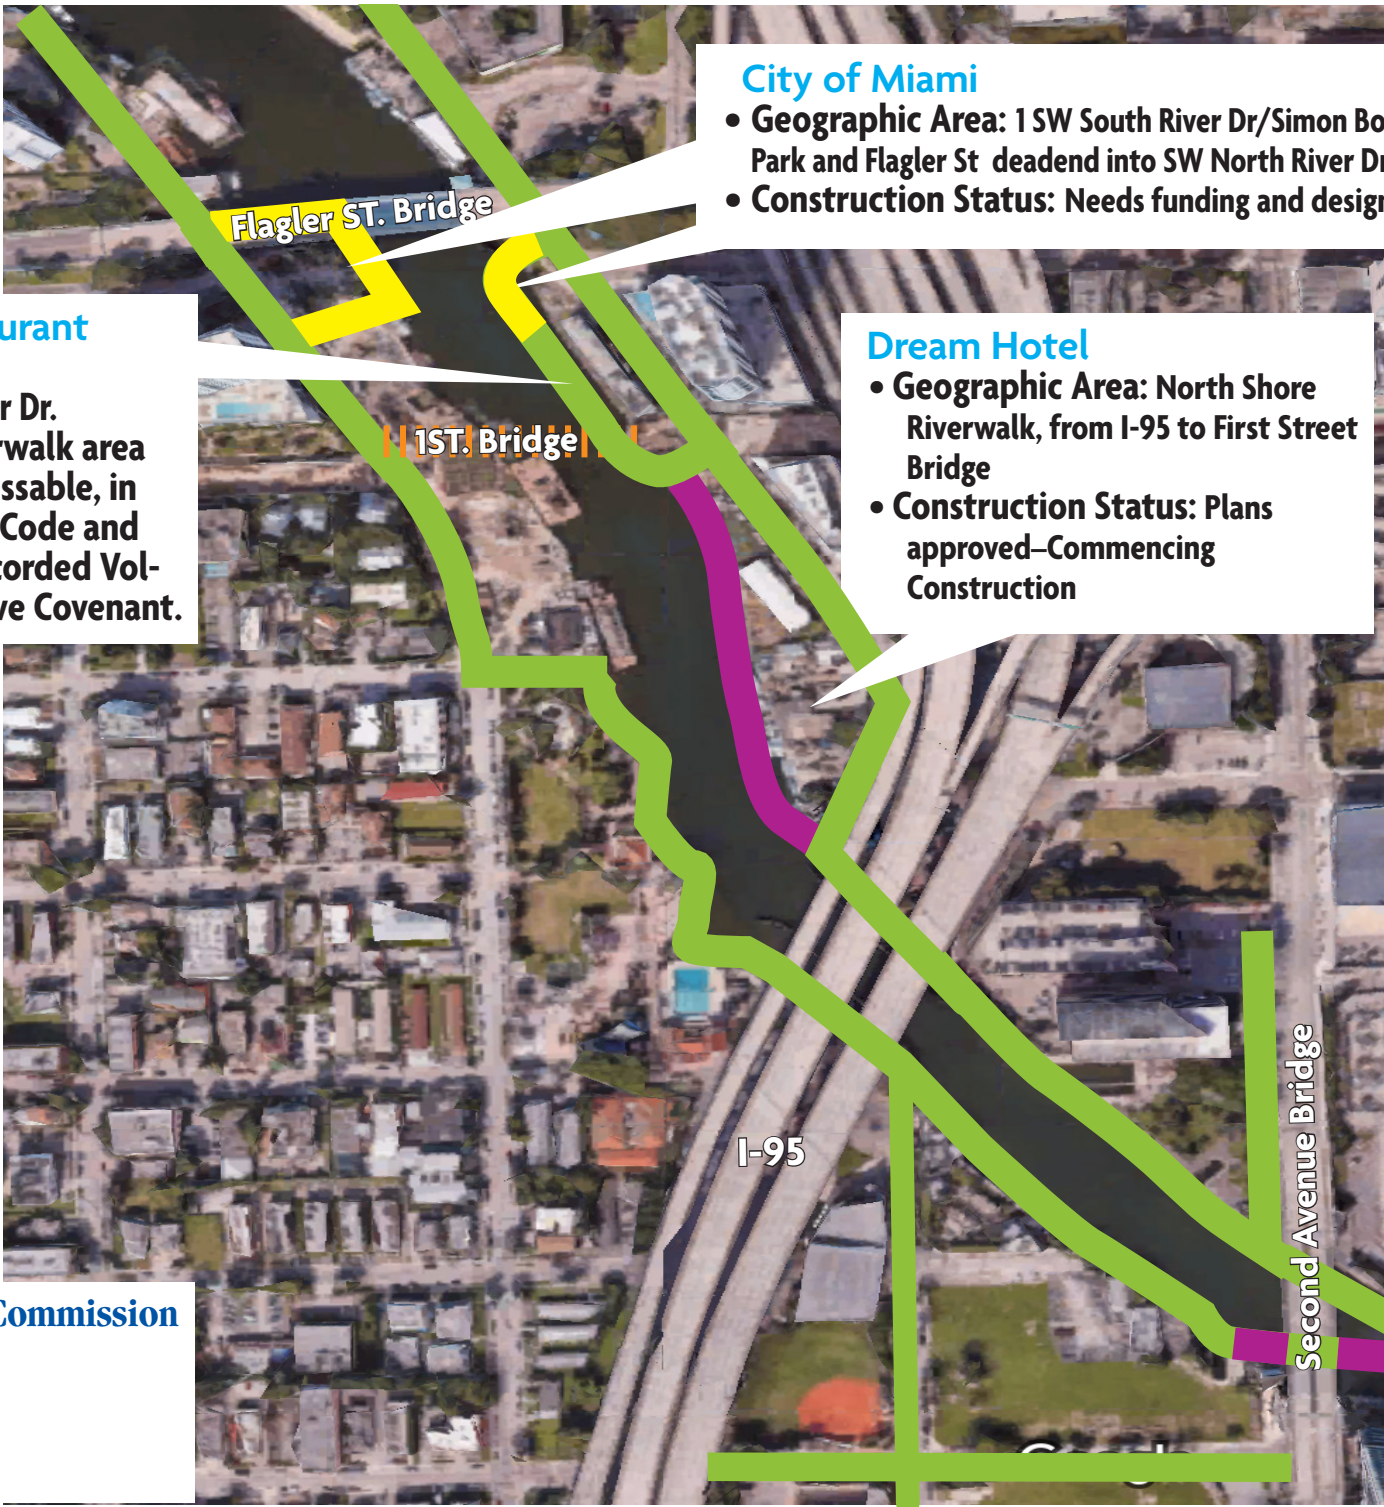 City of Miami
• Geographic Area: 1 SW South River Dr/Simon Bo
Park and Flagler St deadend into SW North River Dr
• Construction Status: Needs funding and design
Flagler ST. Bridge
urant
r Dr.
rwalk area
ssable, in
Code and
corded Vol-
ve Covenant.
1ST. Bridge
Dream Hotel
• Geographic Area: North Shore
Riverwalk, from I-95 to First Street
Bridge
• Construction Status: Plans
approved–Commencing
Construction
I-95
Second Avenue Bridge
Commission